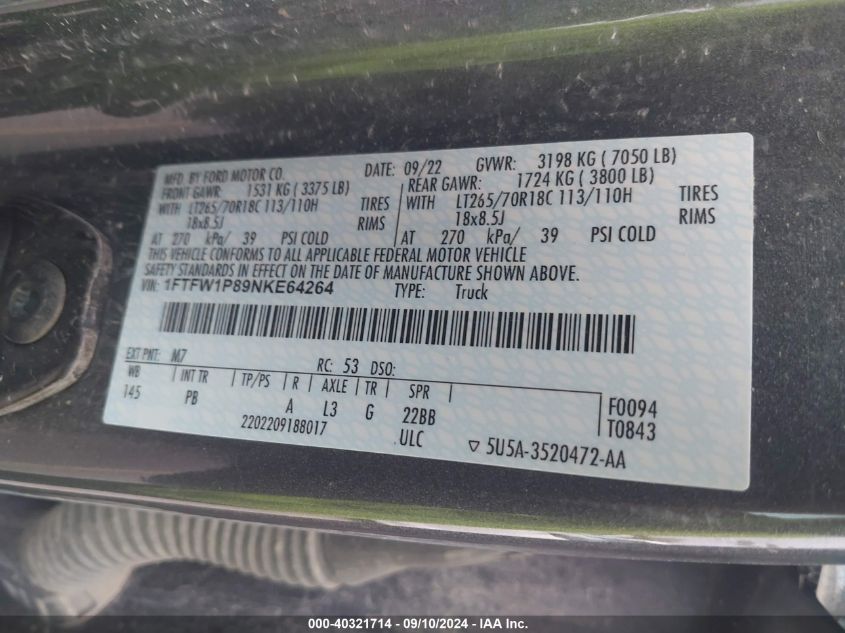 MFD. BY FORD MOTOR CO. DATE: 09/22 GVWR: 3198 KG ( 7050 LB)
FRONT GAWR: 1531 KG ( 3375 LB) REAR GAWR: 1724 KG ( 3800 LB)
WITH LT265/70R18C 113/110H TIRES WITH LT265/70R18C 113/110H TIRES
18x8.5J RIMS 18x8.5J RIMS
AT 270 kPa/ 39 PSI COLD AT 270 kPa/ 39 PSI COLD
THIS VEHICLE CONFORMS TO ALL APPLICABLE FEDERAL MOTOR VEHICLE
SAFETY STANDARDS IN EFFECT ON THE DATE OF MANUFACTURE SHOWN ABOVE.
VIN: 1FTFW1P89NKE64264 TYPE: Truck
EXT PNT: M7 RC: 53 DSO:
WB INT TR TP/PS R AXLE TR SPR
145 PB A L3 G 22BB F0094
2202209188017 .ULC T0843
5U5A-3520472-AA
000-40321714 - 09/10/2024 - IAA Inc.